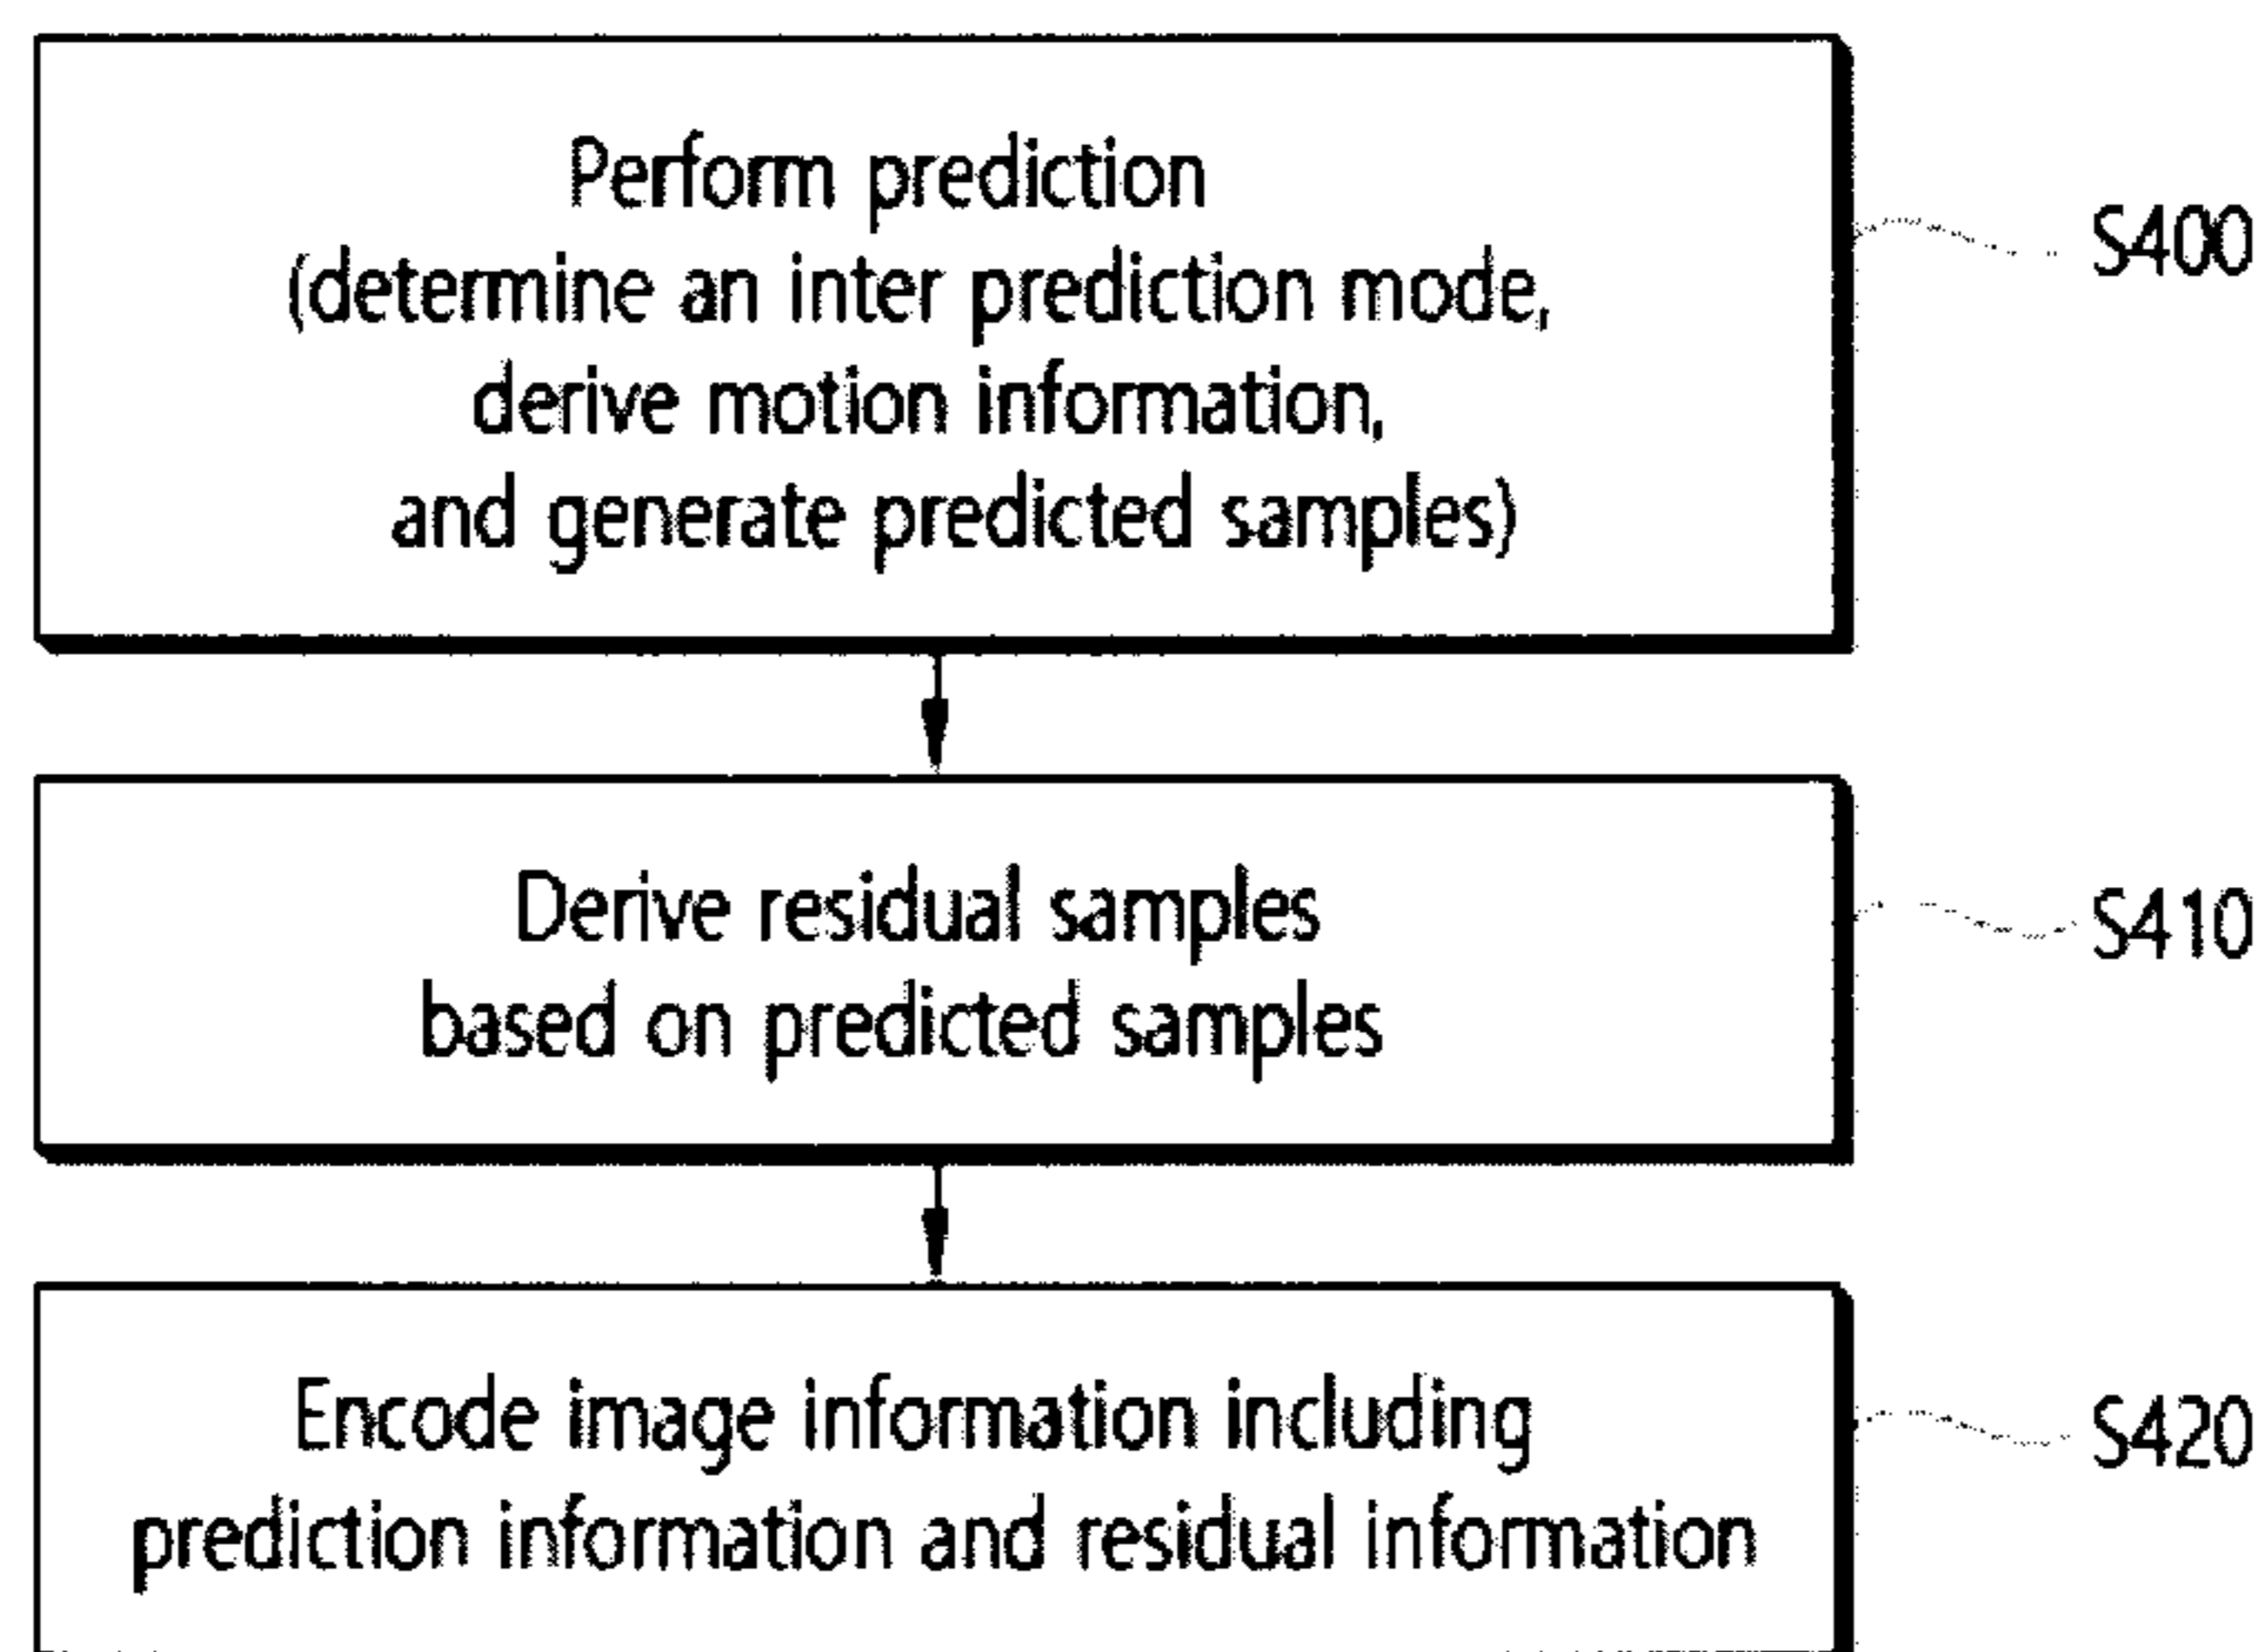 Perform prediction
(determine an inter prediction mode,
derive motion information,
and generate predicted samples)
S400
Derive residual samples
based on predicted samples
S410
Encode image information including
prediction information and residual information
S420